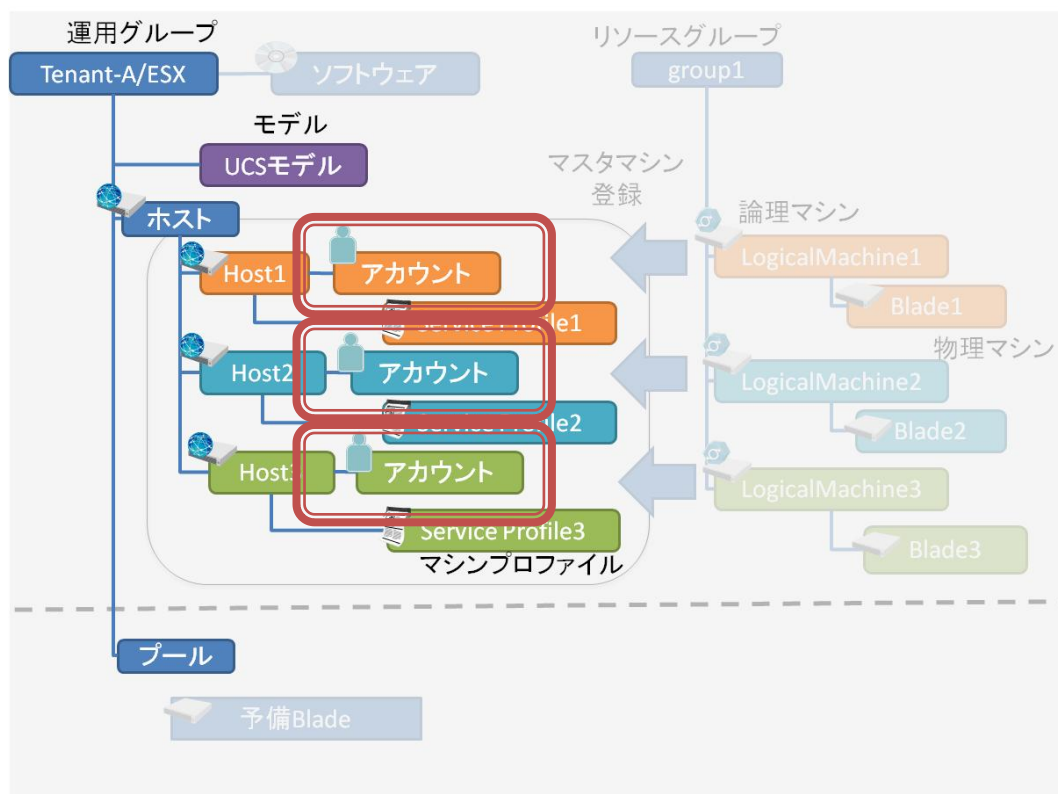 運用グループ
Tenant-A/ESX
ソフトウェア
リソースグループ
group1
モデル
UCSモデル
マスタマシン
登録
ホスト
論理マシン
Host1
アカウント
LogicalMachine1
Service Profile1
Blade1
物理マシン
Host2
アカウント
LogicalMachine2
Service Profile2
Blade2
Host3
アカウント
LogicalMachine3
Service Profile3
マシンプロファイル
Blade3
プール
予備Blade